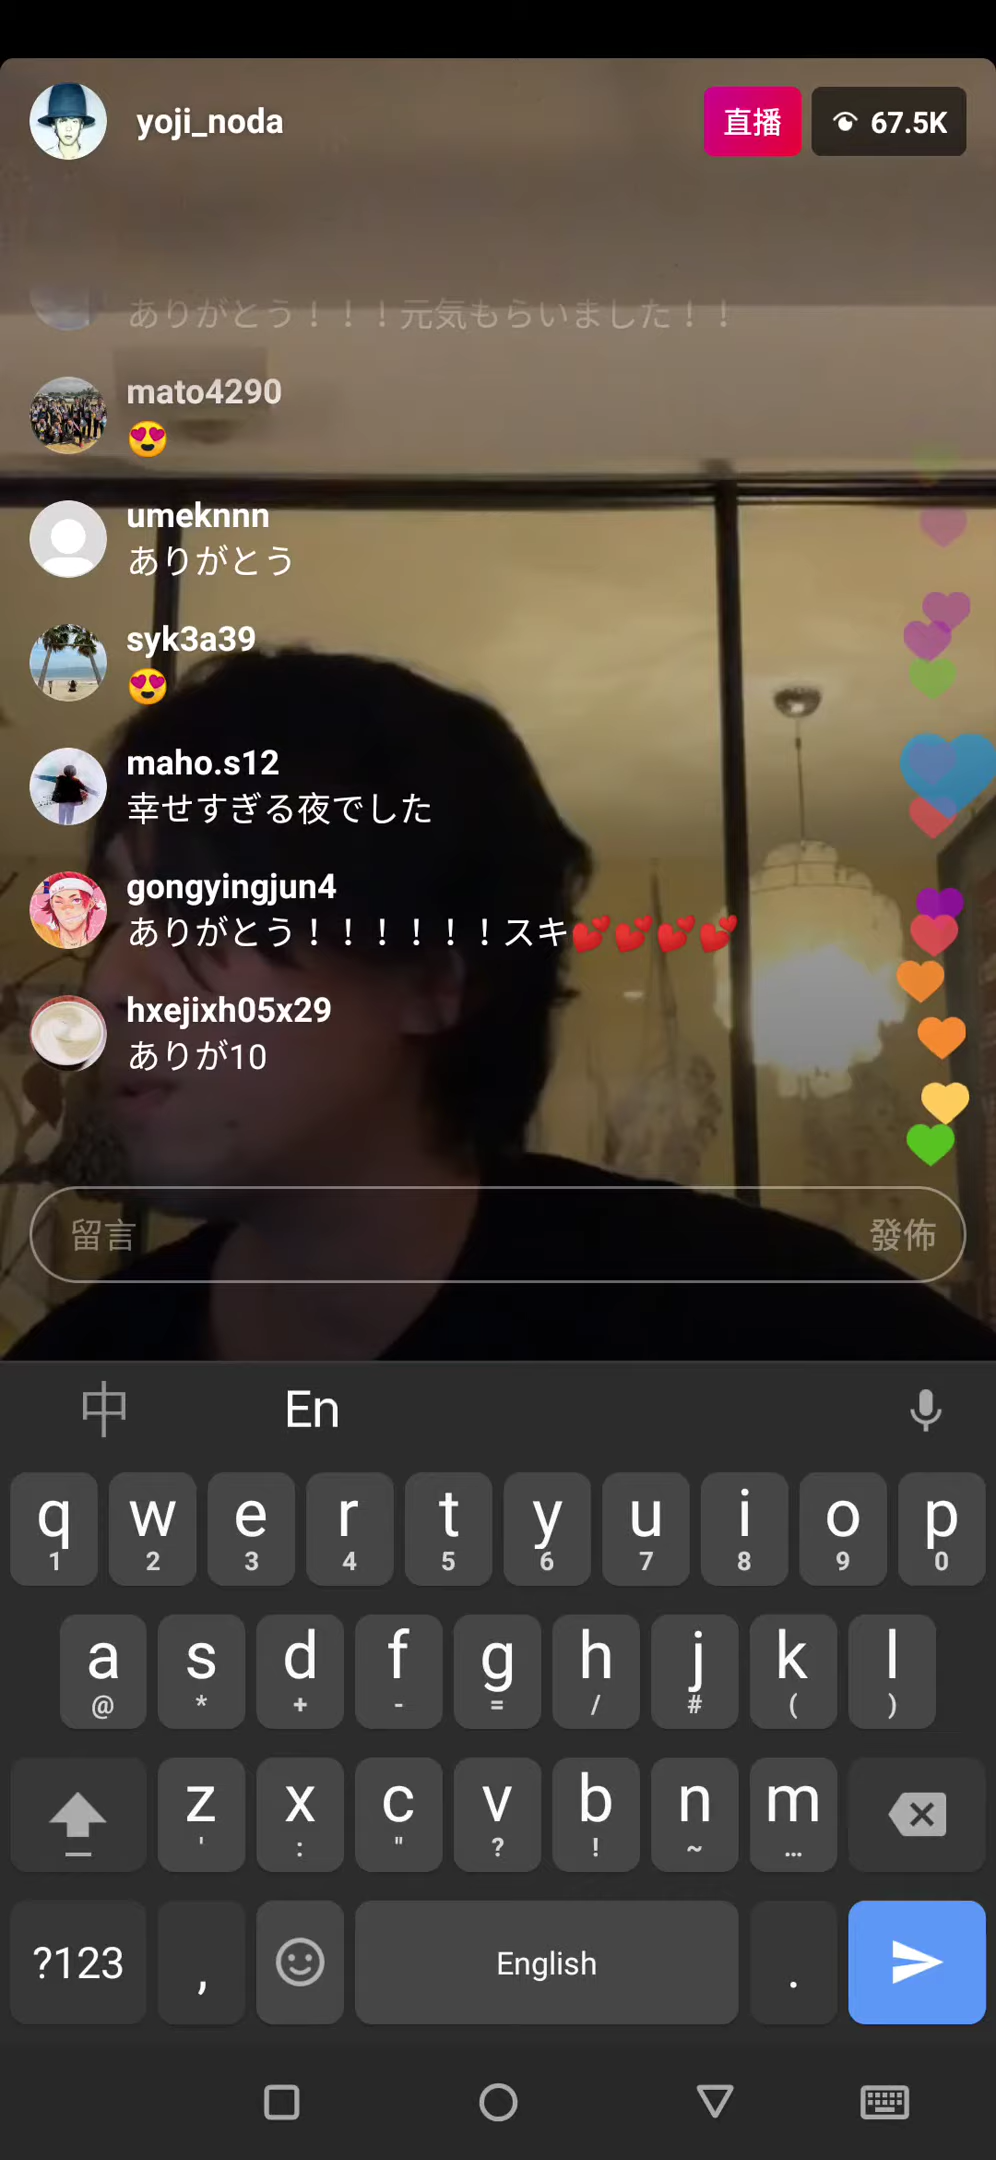 yoji_noda
直播
67.5K
ありがとう！！！元気もらいました！！
mato4290
😍
umeknnn
ありがとう
syk3a39
😍
maho.s12
幸せすぎる夜でした
gongyingjun4
ありがとう！！！！！！スキ💕💕💕💕
hxejixh05x29
ありが10
留言
發佈
中
En
q w e r t y u i o p
1 2 3 4 5 6 7 8 9 0
a s d f g h j k l
@ * + - = / # ( )
z x c v b n m
' : " ? ! ~ …
?123 , English .